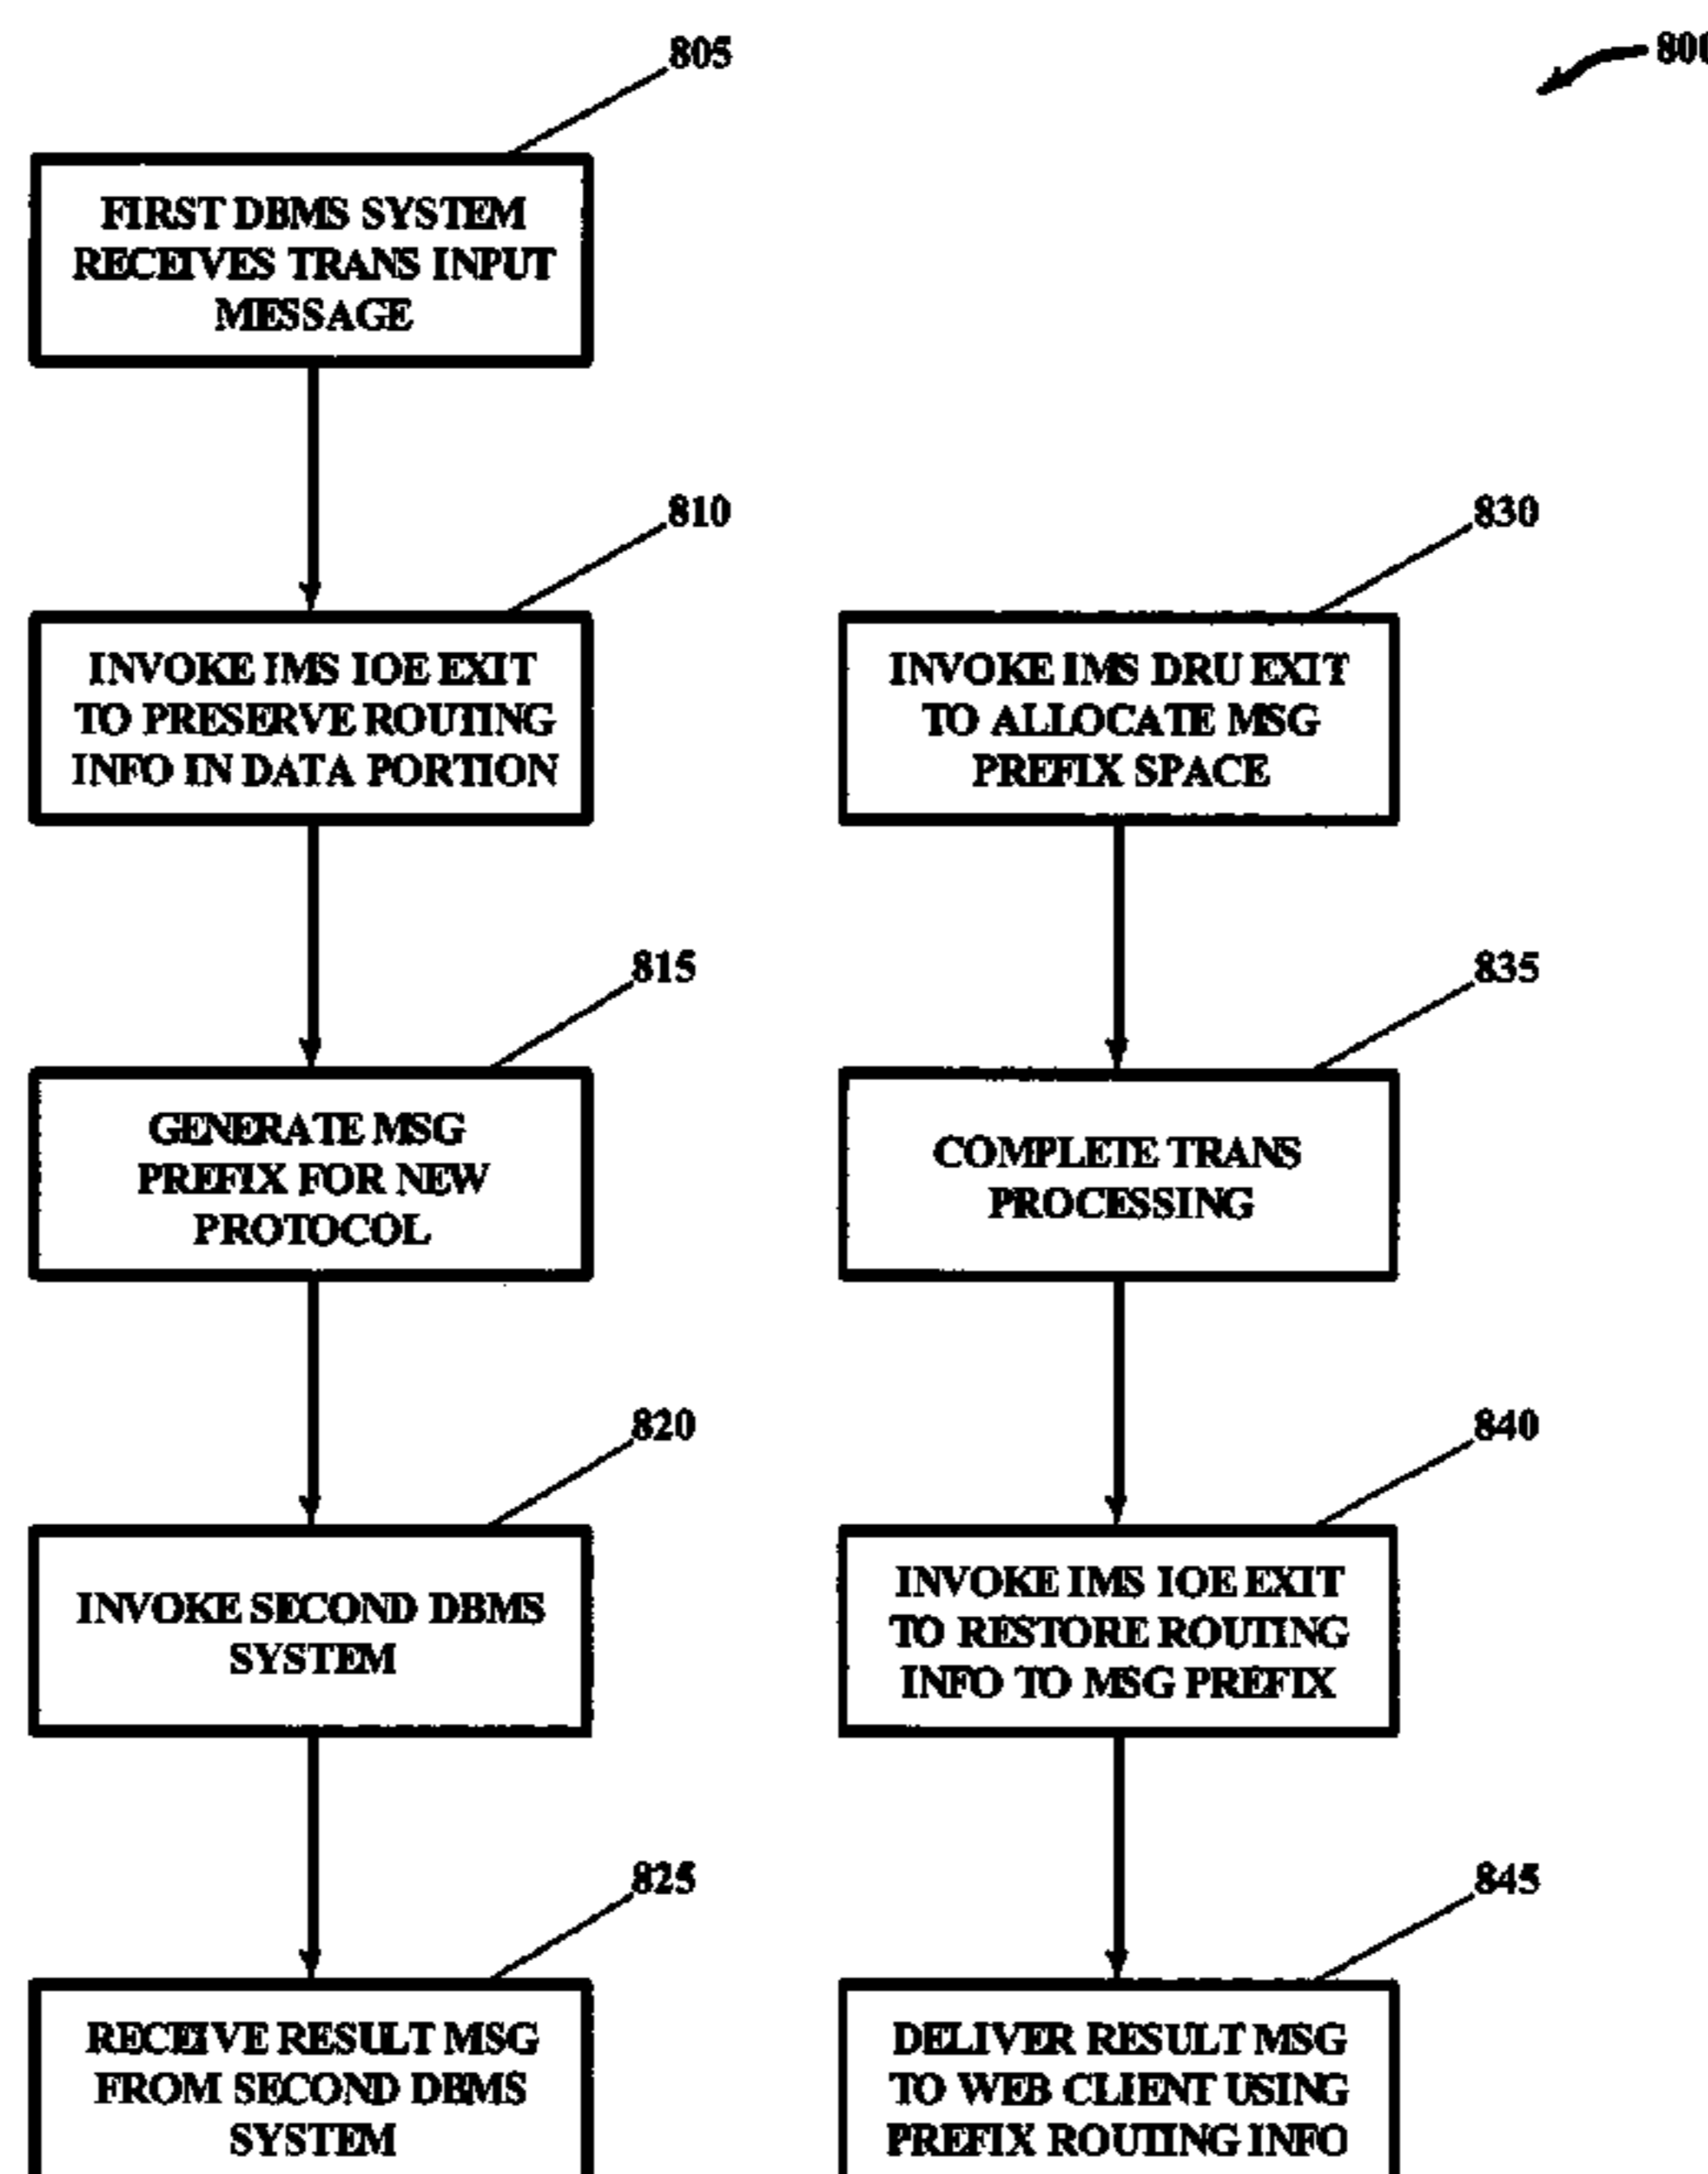 805
800
FIRST DBMS SYSTEM
RECEIVES TRANS INPUT
MESSAGE
810
INVOKE IMS IOE EXIT
TO PRESERVE ROUTING
INFO IN DATA PORTION
815
GENERATE MSG
PREFIX FOR NEW
PROTOCOL
820
INVOKE SECOND DBMS
SYSTEM
825
RECEIVE RESULT MSG
FROM SECOND DBMS
SYSTEM
830
INVOKE IMS DRU EXIT
TO ALLOCATE MSG
PREFIX SPACE
835
COMPLETE TRANS
PROCESSING
840
INVOKE IMS IOE EXIT
TO RESTORE ROUTING
INFO TO MSG PREFIX
845
DELIVER RESULT MSG
TO WEB CLIENT USING
PREFIX ROUTING INFO